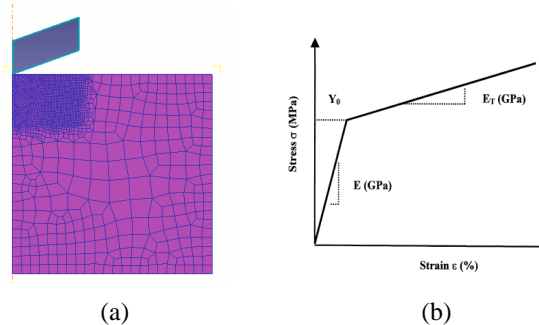 Stress σ (MPa)
Y₀
E_T (GPa)
E (GPa)
Strain ε (%)
(a)
(b)